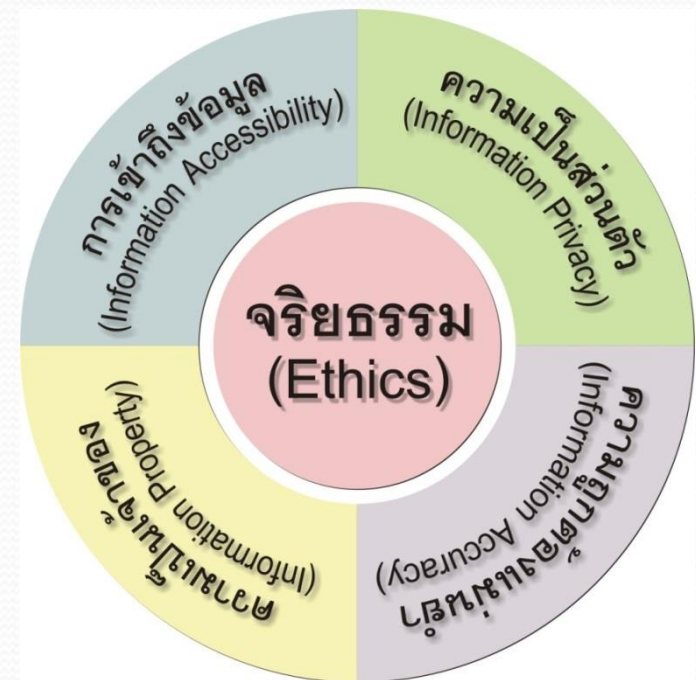 จริยธรรม
(Ethics)
การเข้าถึงข้อมูล
(Information Accessibility)
ความเป็นส่วนตัว
(Information Privacy)
ความถูกต้องแม่นยำ
(Information Accuracy)
ความเป็นเจ้าของ
(Information Property)